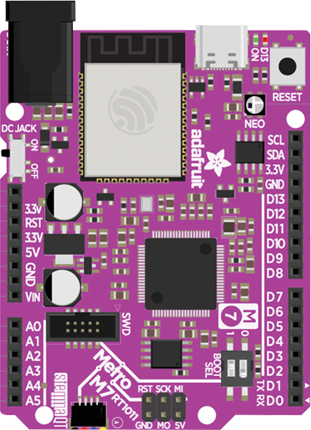 D13
ON
RESET
NEO
DC JACK
ON
OFF
adafruit
SCL
SDA
3.3V
GND
D13
D12
D11
D10
D9
D8
3.3V
RST
3.3V
5V
GND
VIN
M
7
D7
D6
D5
D4
D3
D2
TX D1
RX D0
A0
A1
A2
A3
A4
A5
SWD
Metro
M7 RT1011
BOOT
SEL
RST SCK MI
GND MO 5V